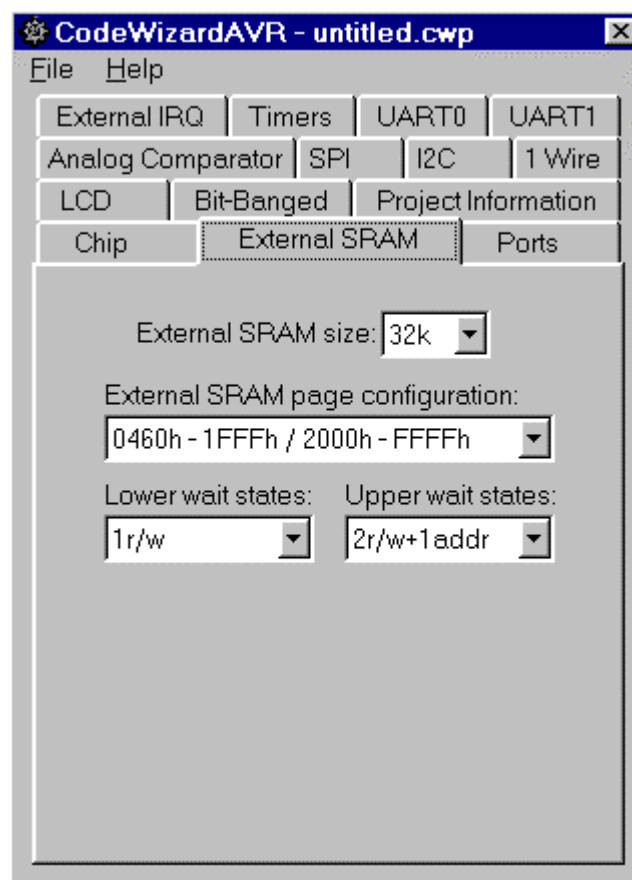 CodeWizardAVR - untitled.cwp
File Help
External IRQ Timers UART0 UART1
Analog Comparator SPI I2C 1 Wire
LCD Bit-Banged Project Information
Chip External SRAM Ports
External SRAM size: 32k
External SRAM page configuration:
0460h - 1FFFh / 2000h - FFFFh
Lower wait states: Upper wait states:
1r/w 2r/w+1addr